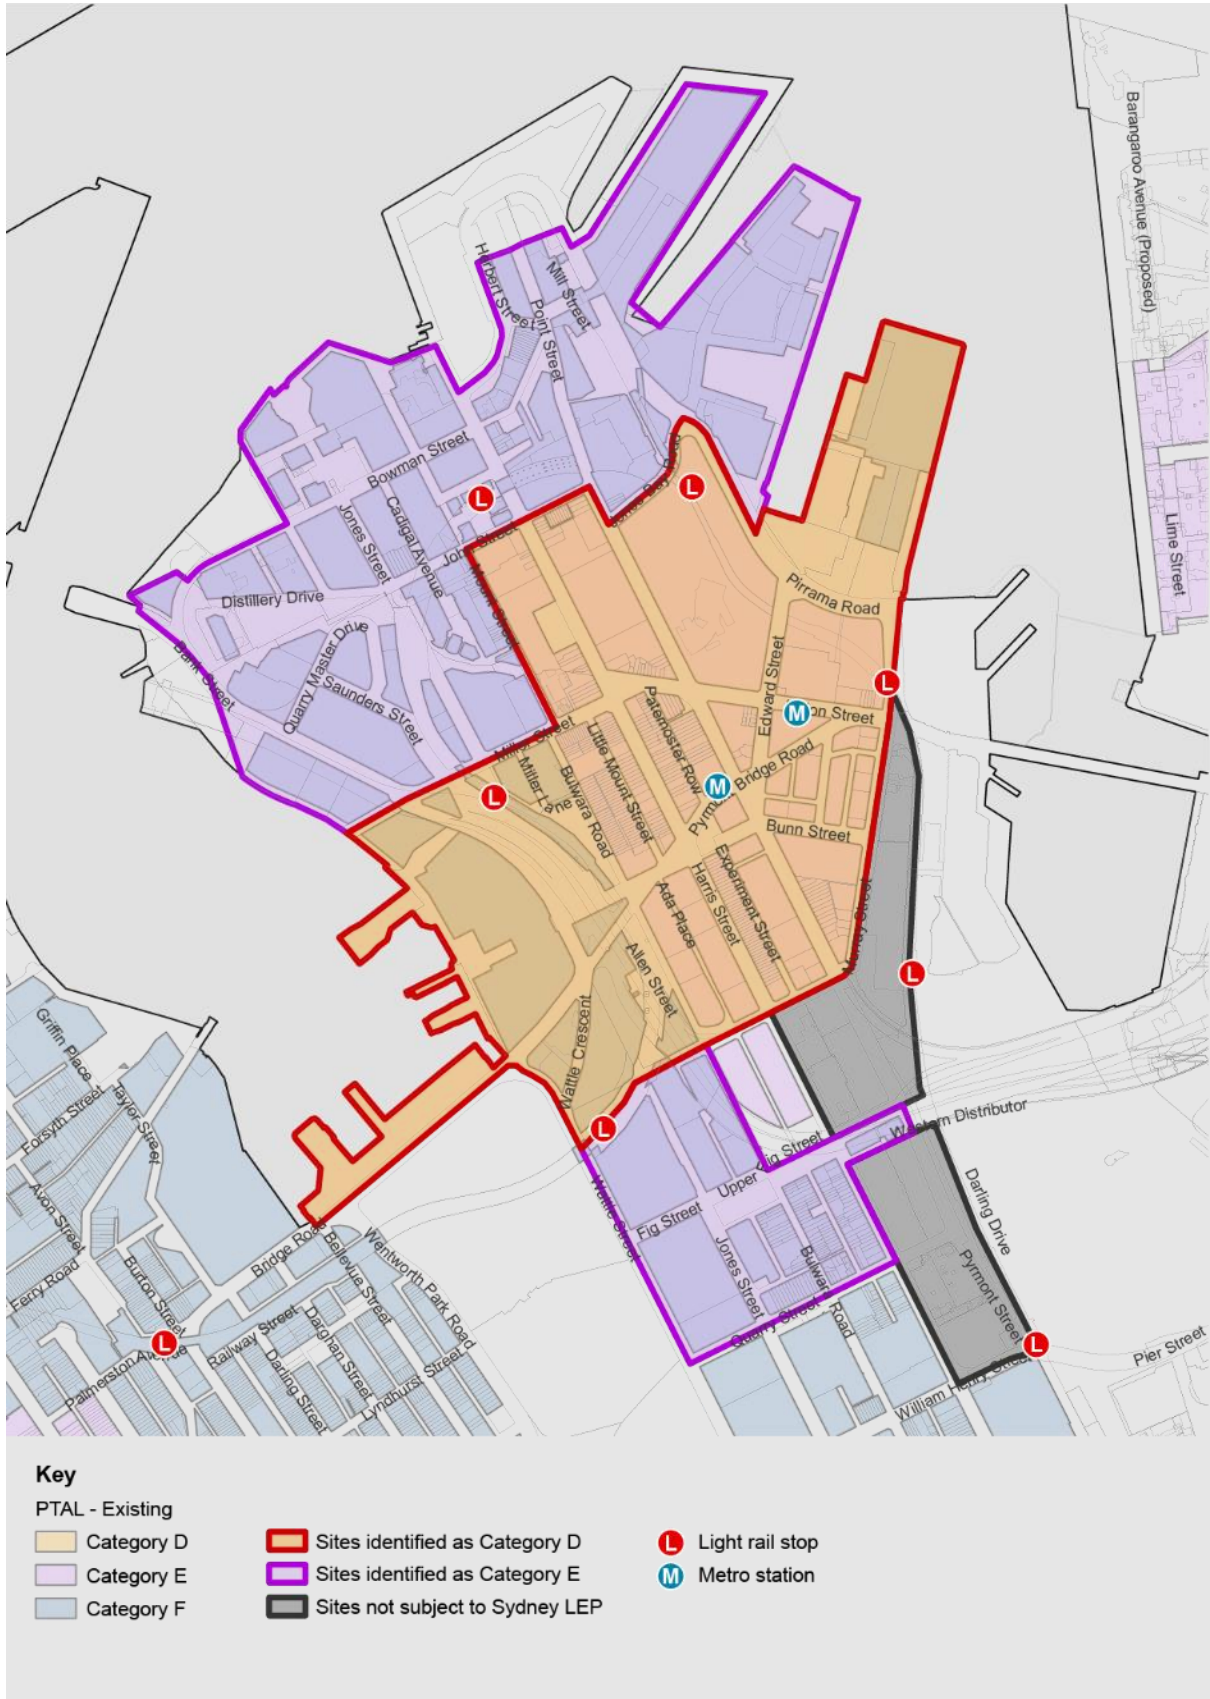 Barangaroo Avenue (Proposed)
Herbert Street
Mill Street
Point Street
Bowman Street
Jones Street
Cadigal Avenue
John Street
Mount Street
Lime Street
Distillery Drive
Pirrama Road
Bank Street
Quarry Master Drive
Saunders Street
Edward Street
on Street
Miller Street
Miller Lane
Bulwara Road
Little Mount Street
Paternoster Row
Pyrmont Bridge Road
Bunn Street
Experiment Street
Harris Street
Ada Place
Murray Street
Allen Street
Wattle Crescent
Griffin Place
Taylor Street
Forsyth Street
Avon Street
Ferry Road
Burton Street
Bridge Road
Bellevue Street
Wentworth Park Road
Railway Street
Darghan Street
Darling Street
Lyndhurst Street
Palmerston Avenue
Western Distributor
Upper Fig Street
Fig Street
Wattle Street
Jones Street
Bulwara Road
Quarry Street
Darling Drive
Pyrmont Street
William Henry Street
Pier Street
L
L
L
L
L
L
L
L
M
M
Key
PTAL - Existing
Category D
Sites identified as Category D
L Light rail stop
Category E
Sites identified as Category E
M Metro station
Category F
Sites not subject to Sydney LEP